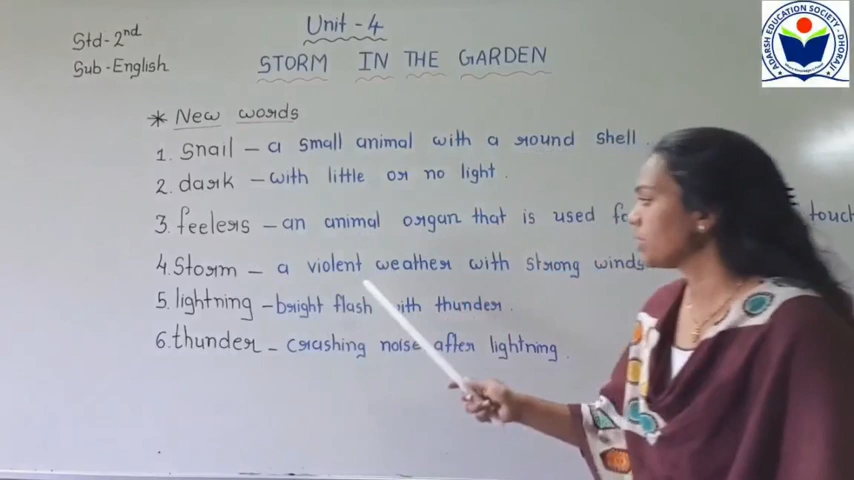 Std-2nd
Sub-English
Unit-4
STORM IN THE GARDEN
* New words
1. Snail – a small animal with a round shell.
2. dark – with little or no light.
3. feelers – an animal organ that is used touch
4. Storm – a violent weather with strong winds
5. lightning – bright flash with thunder.
6. thunder – crashing noise after lightning.
ADARSH EDUCATION SOCIETY
DHORAJI